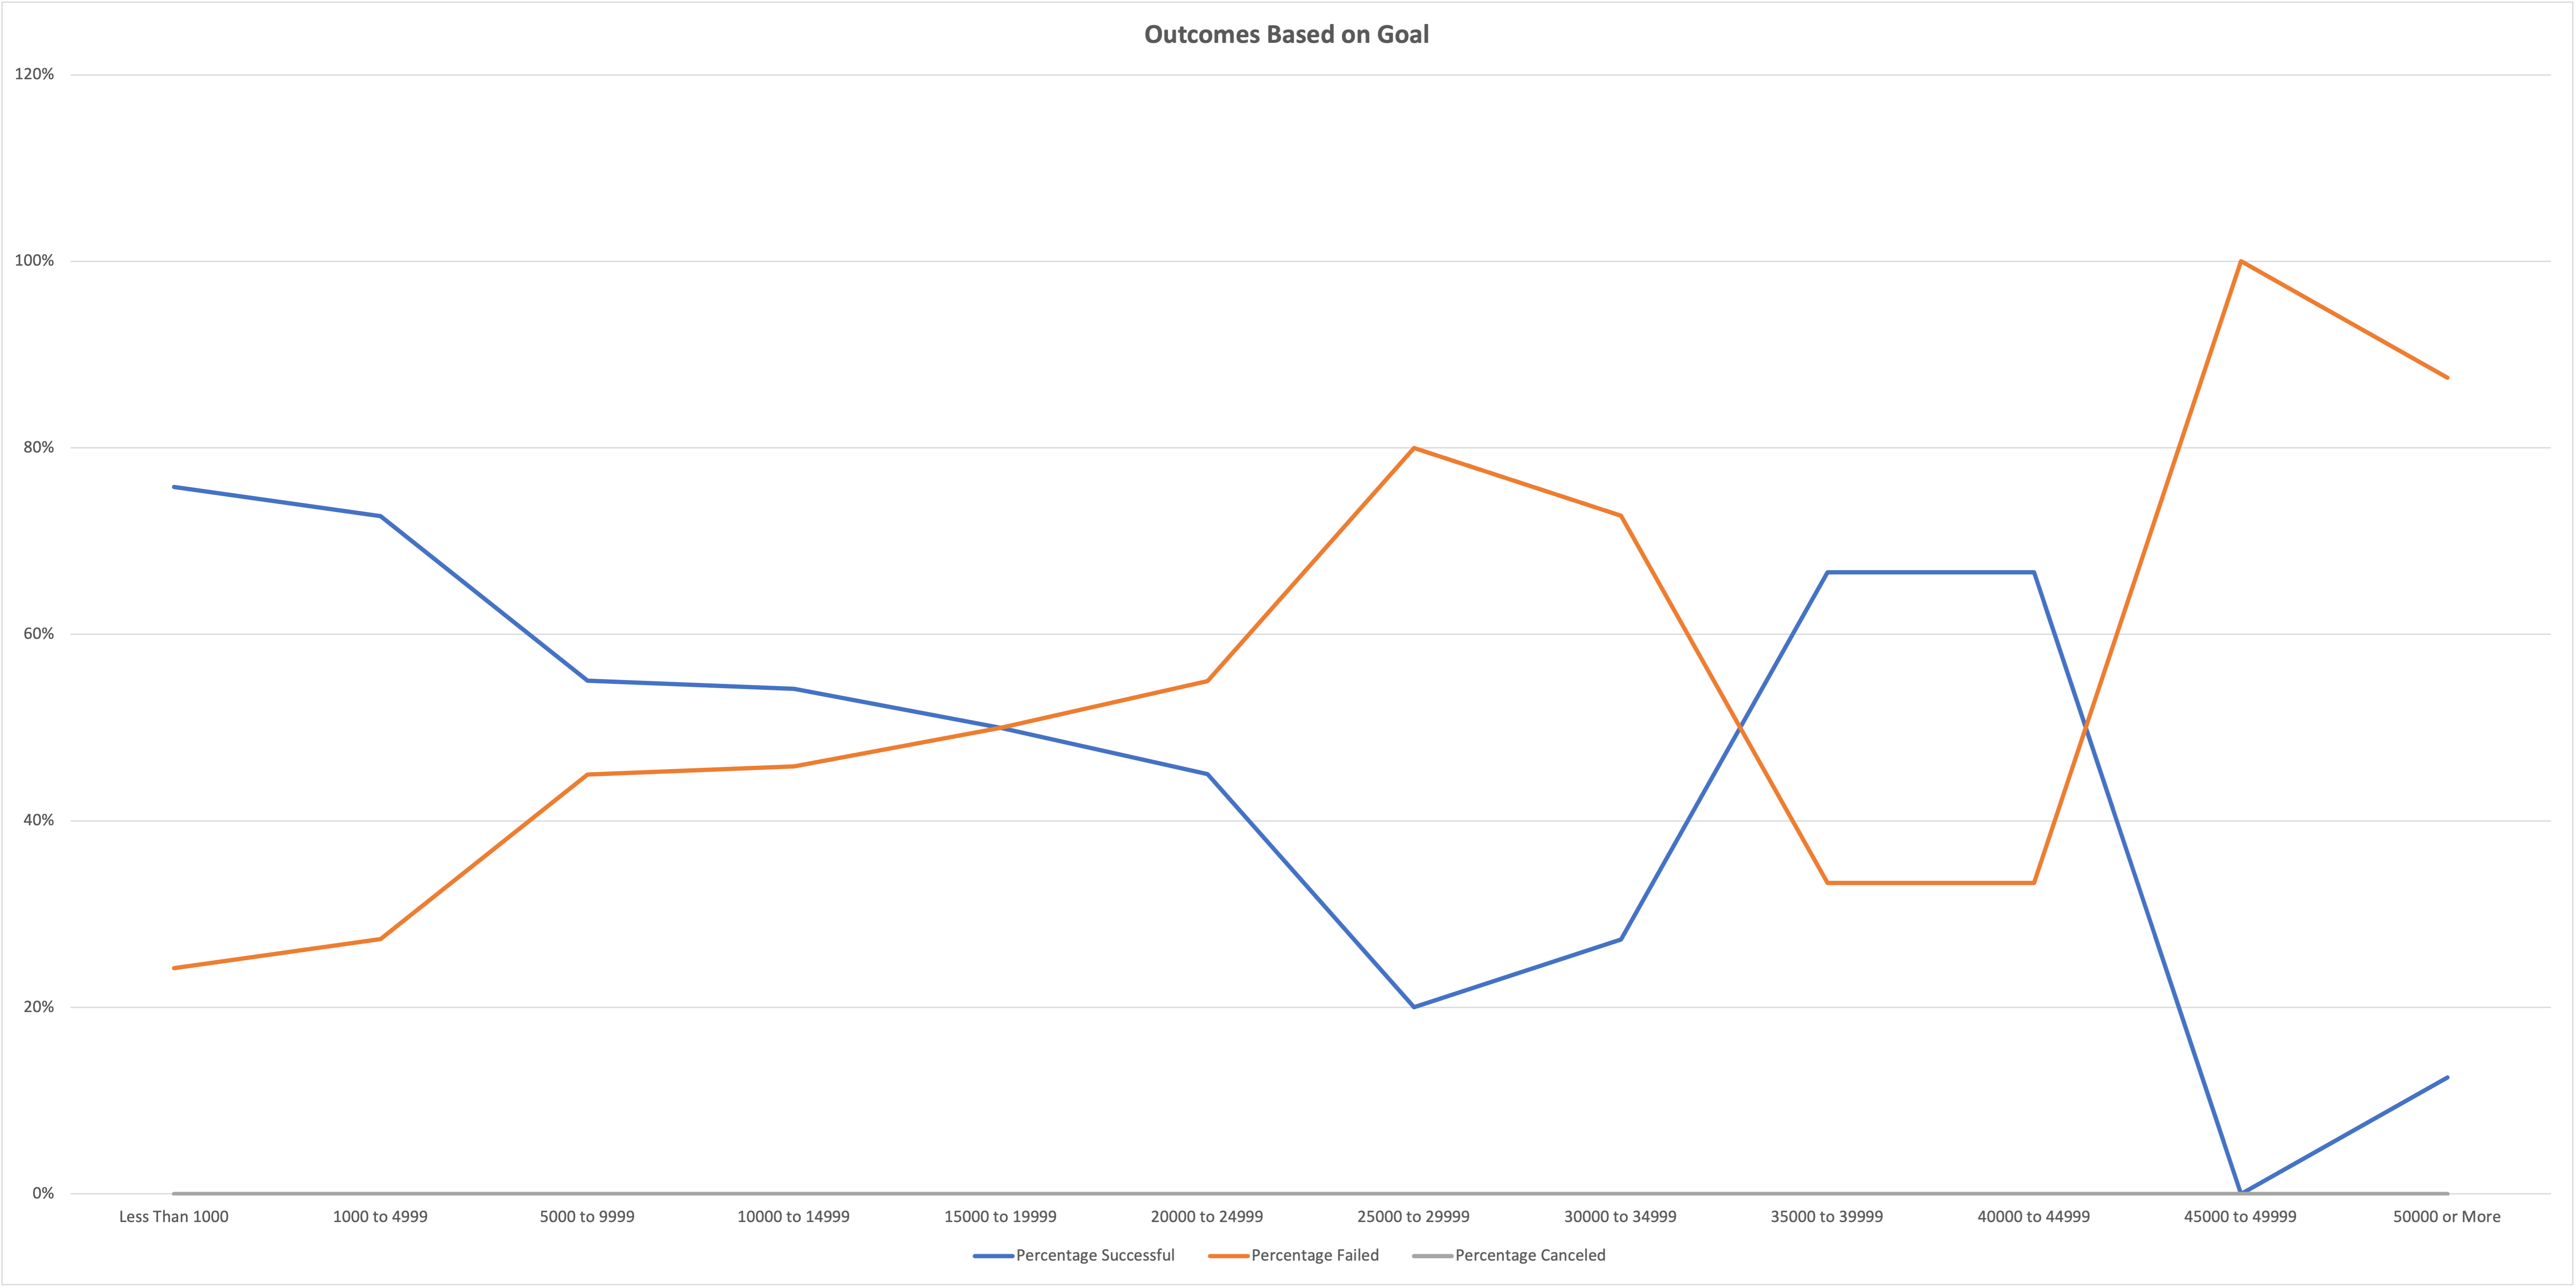 Outcomes Based on Goal
120%
100%
80%
60%
40%
20%
0%
Less Than 1000 1000 to 4999 5000 to 9999 10000 to 14999 15000 to 19999 20000 to 24999 25000 to 29999 30000 to 34999 35000 to 39999 40000 to 44999 45000 to 49999 50000 or More
Percentage Successful Percentage Failed Percentage Canceled